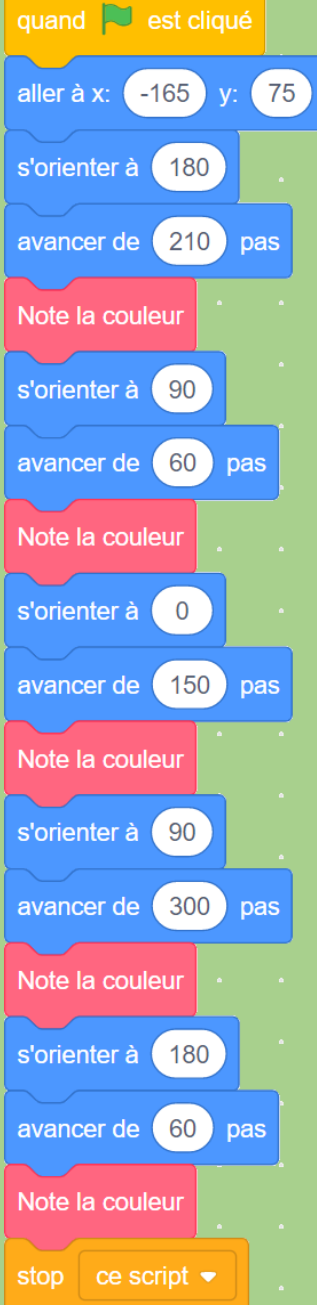 quand est cliqué
aller à x: -165 y: 75
s'orienter à 180
avancer de 210 pas
Note la couleur
s'orienter à 90
avancer de 60 pas
Note la couleur
s'orienter à 0
avancer de 150 pas
Note la couleur
s'orienter à 90
avancer de 300 pas
Note la couleur
s'orienter à 180
avancer de 60 pas
Note la couleur
stop ce script